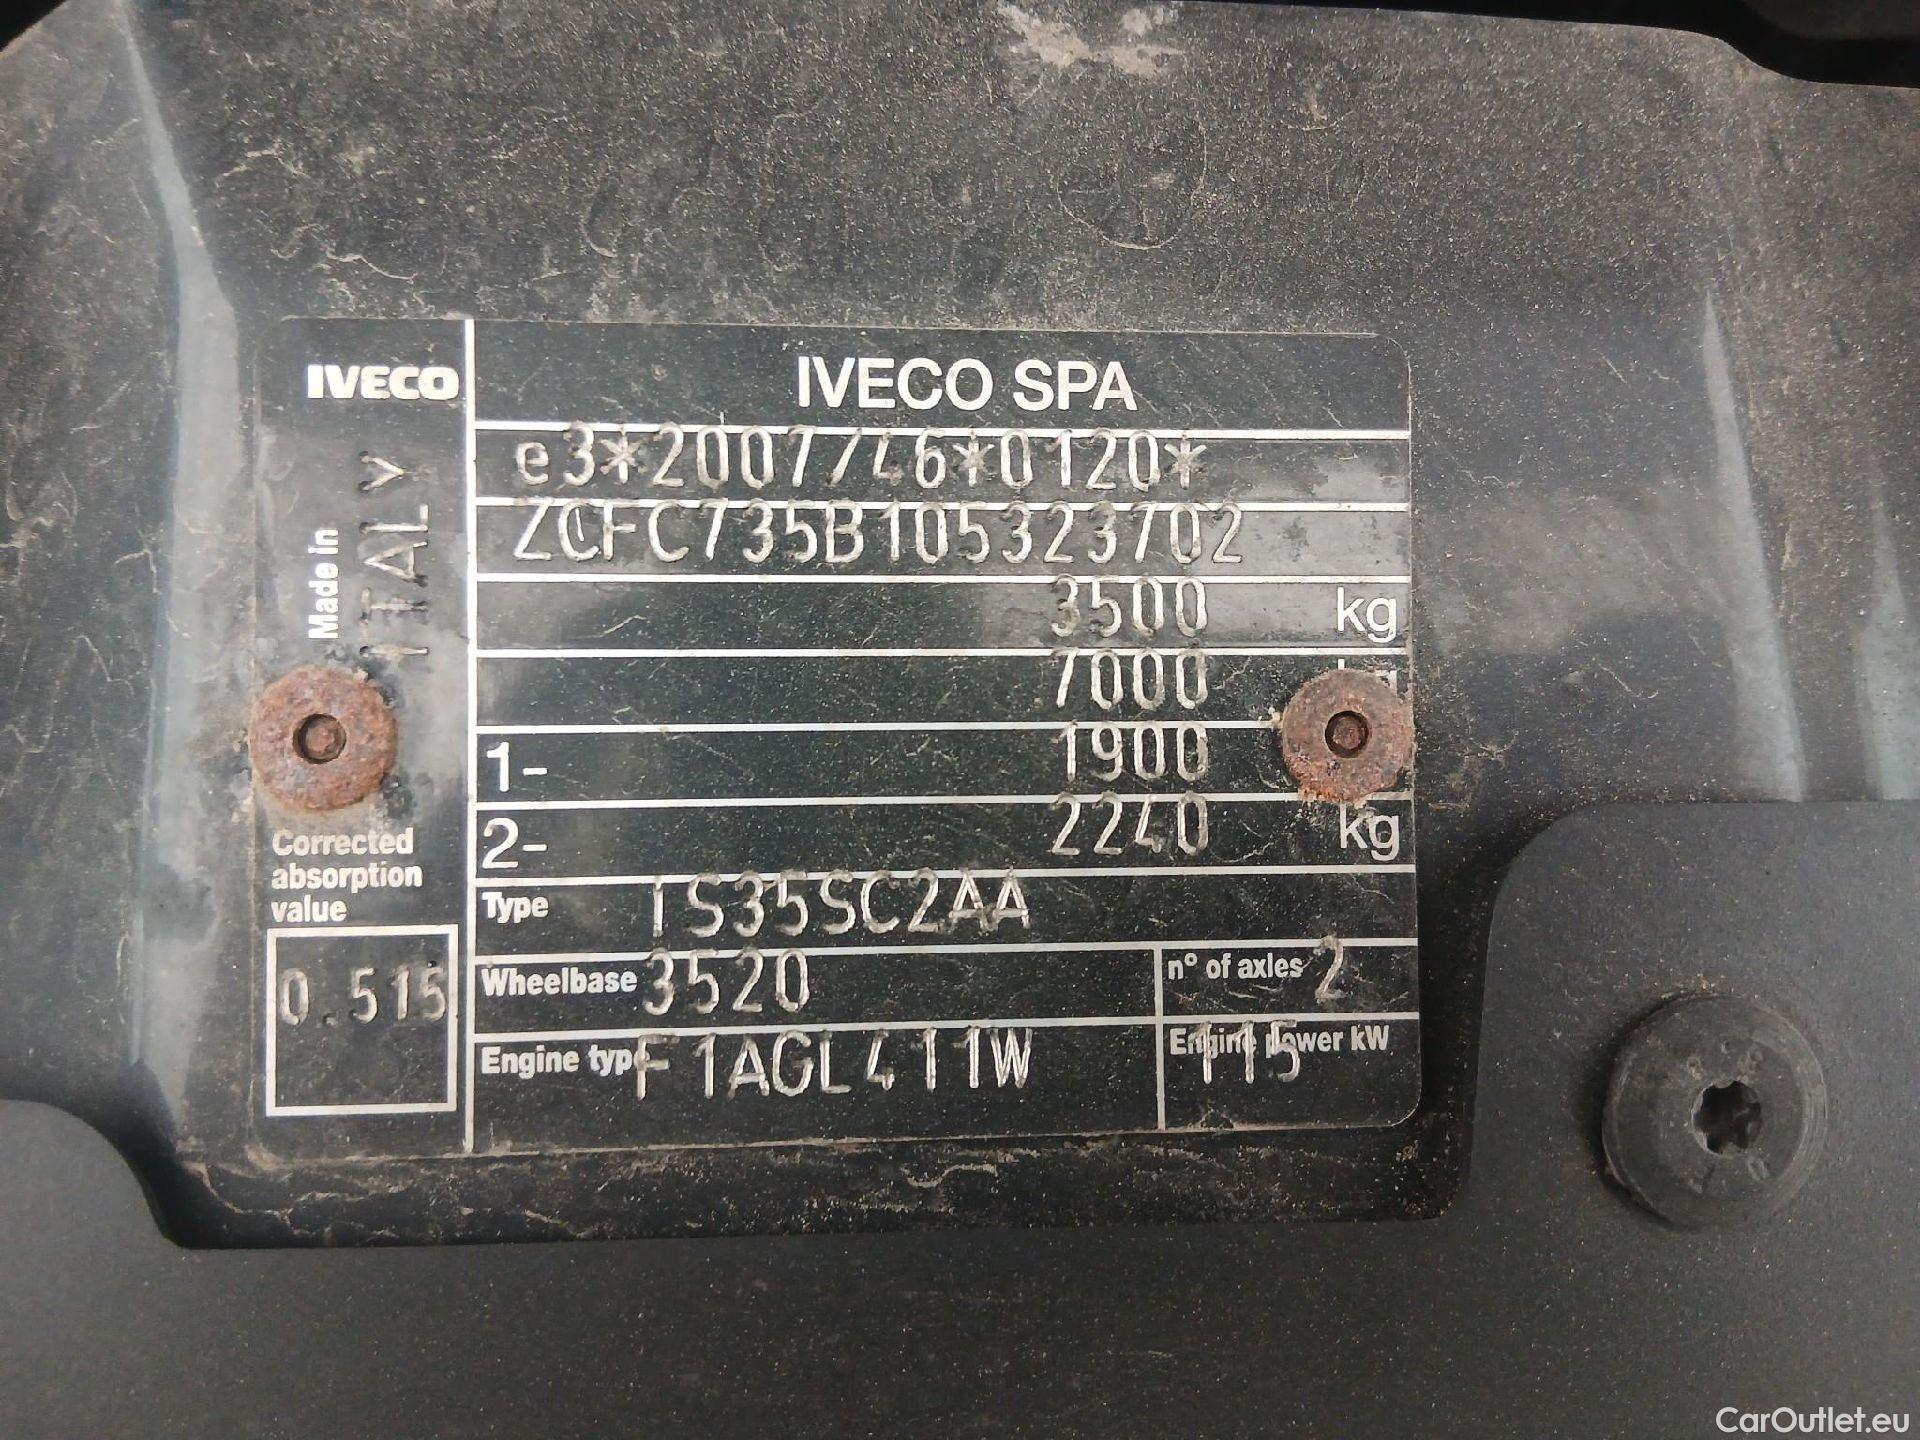 IVECO
Made in
ITALY
IVECO SPA
e3*2007/46*0120*
ZCFC735B105323702
3500 kg
7000 kg
1- 1900
2- 2240 kg
Corrected
absorption
value
0.515
Type IS35SC2AA
Wheelbase 3520
n° of axles 2
Engine type F1AGL411W
Engine power kW 115
CarOutlet.eu